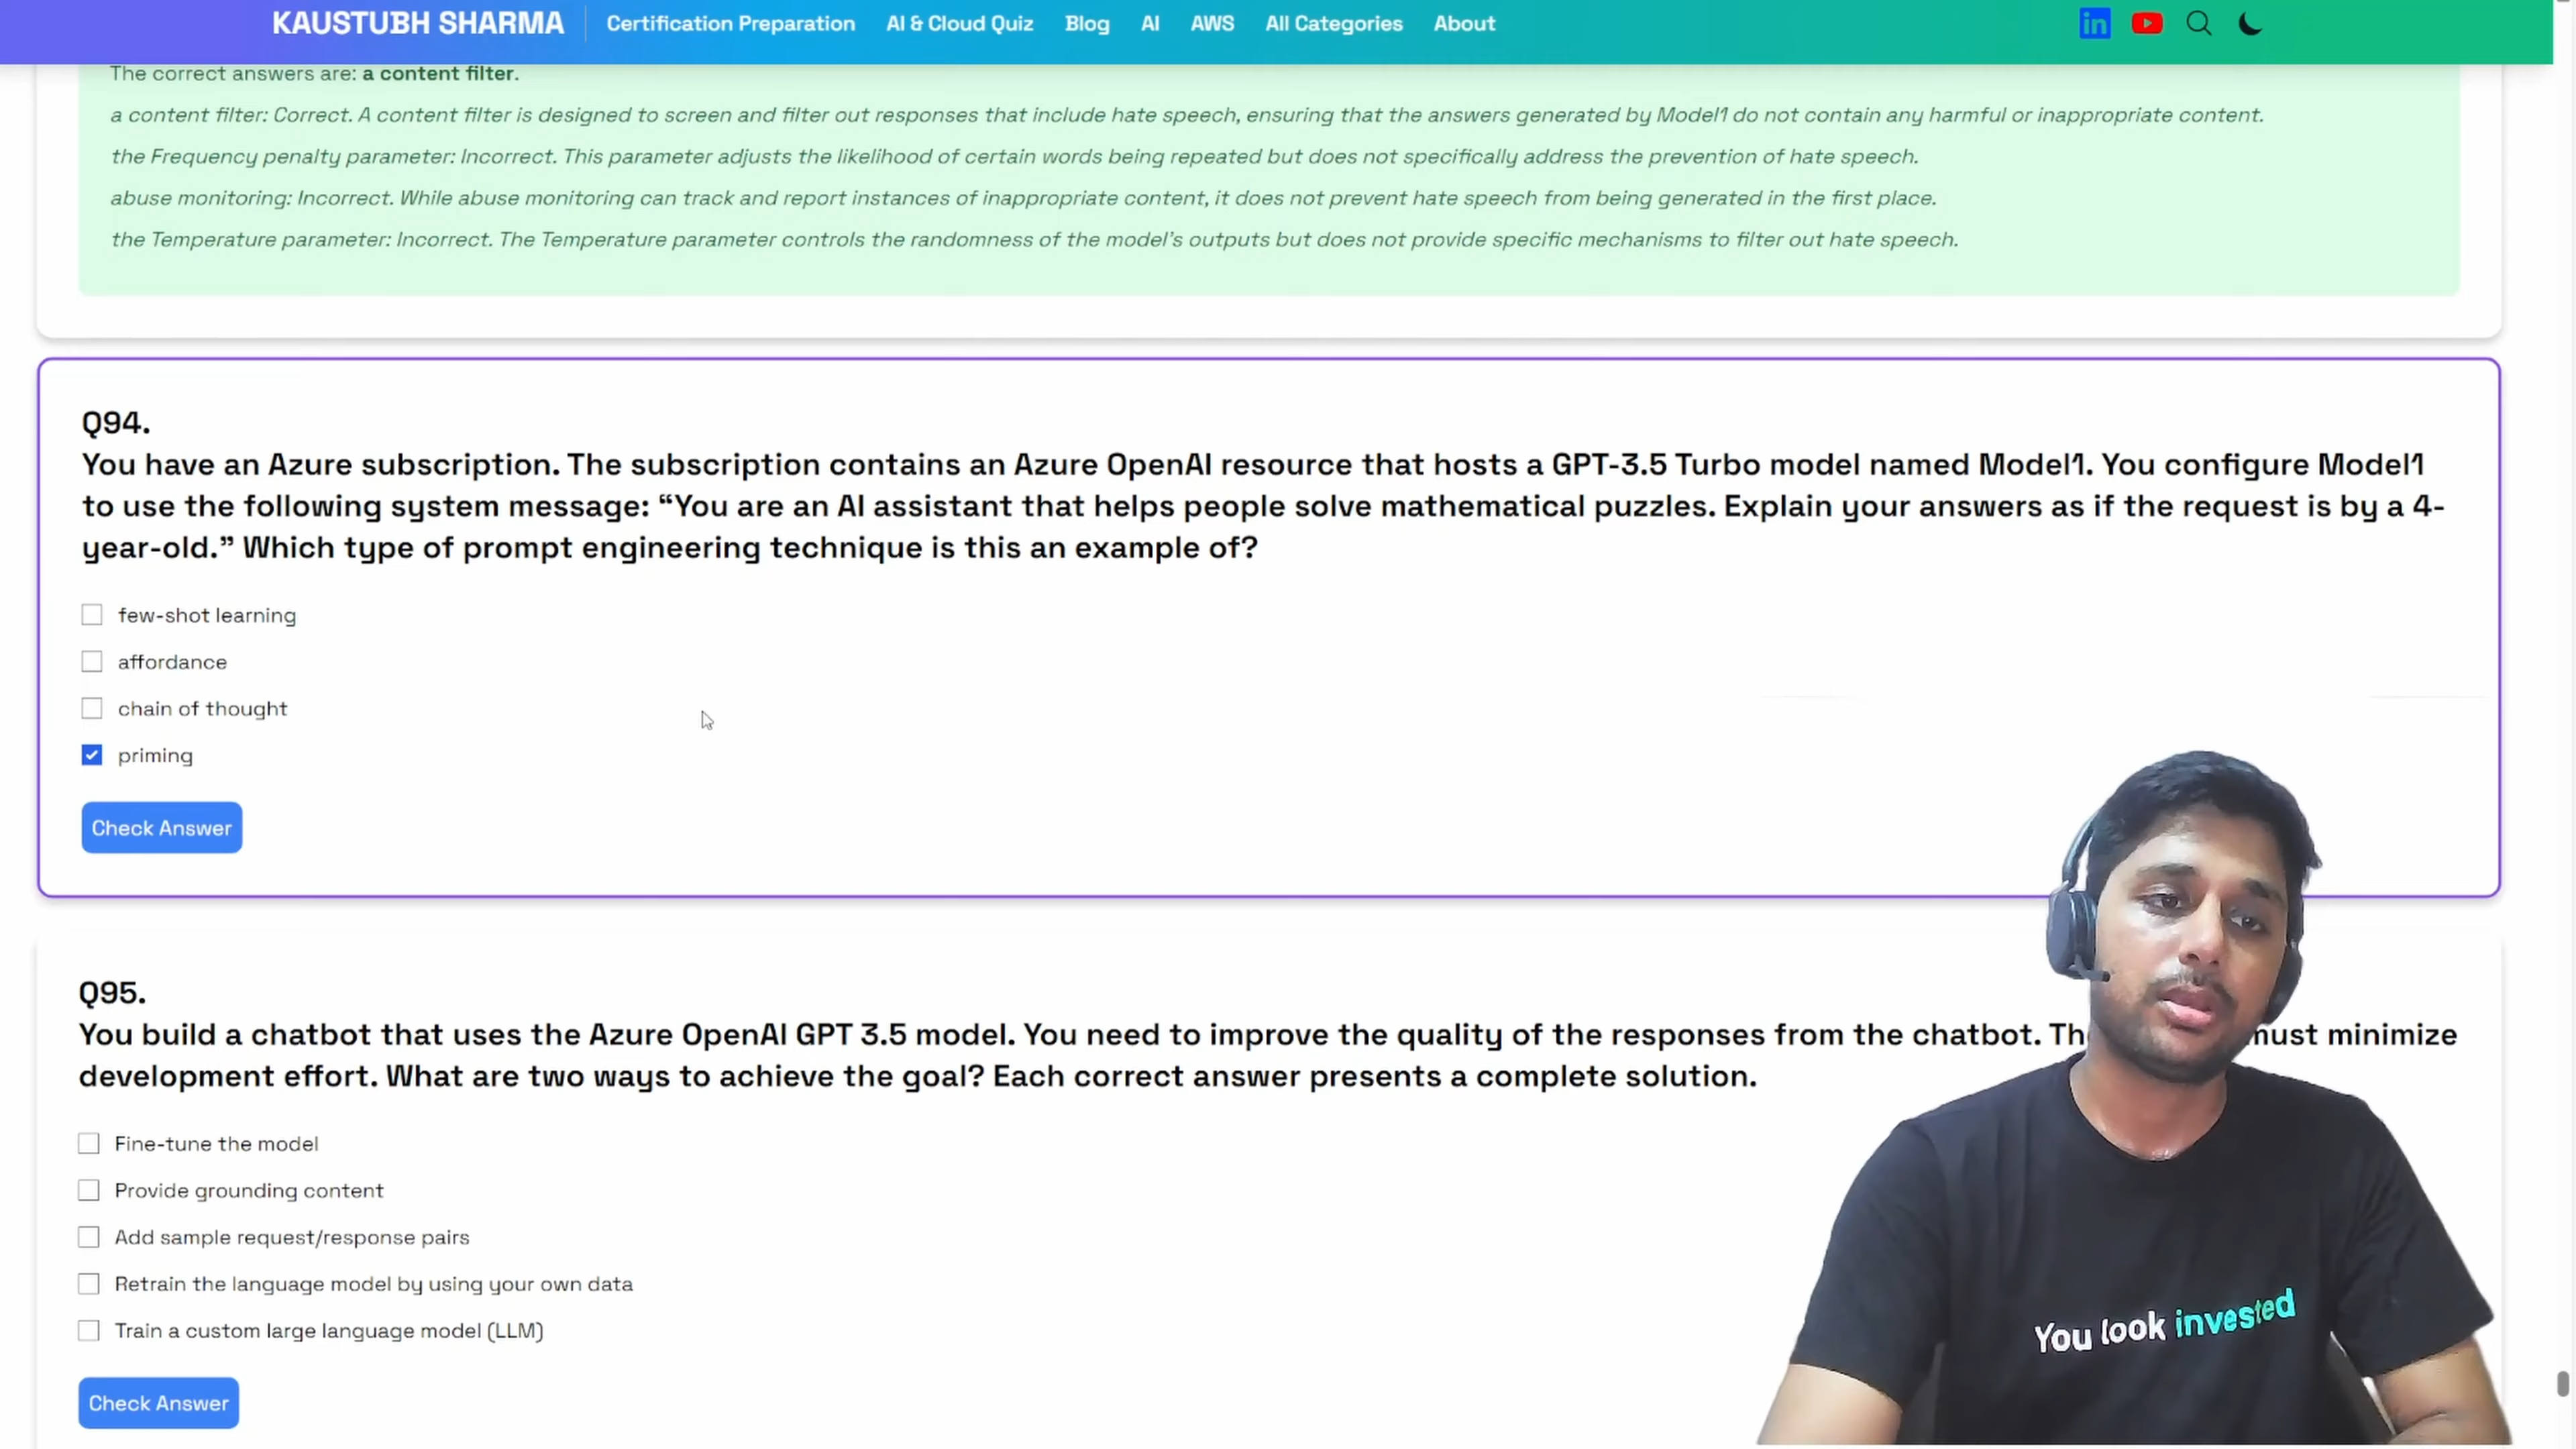 KAUSTUBH SHARMA Certification Preparation AI & Cloud Quiz Blog AI AWS All Categories About
The correct answers are: a content filter.
a content filter: Correct. A content filter is designed to screen and filter out responses that include hate speech, ensuring that the answers generated by Model1 do not contain any harmful or inappropriate content.
the Frequency penalty parameter: Incorrect. This parameter adjusts the likelihood of certain words being repeated but does not specifically address the prevention of hate speech.
abuse monitoring: Incorrect. While abuse monitoring can track and report instances of inappropriate content, it does not prevent hate speech from being generated in the first place.
the Temperature parameter: Incorrect. The Temperature parameter controls the randomness of the model's outputs but does not provide specific mechanisms to filter out hate speech.
Q94.
You have an Azure subscription. The subscription contains an Azure OpenAI resource that hosts a GPT-3.5 Turbo model named Model1. You configure Model1
to use the following system message: “You are an AI assistant that helps people solve mathematical puzzles. Explain your answers as if the request is by a 4-
year-old.” Which type of prompt engineering technique is this an example of?
few-shot learning
affordance
chain of thought
priming
Check Answer
Q95.
You build a chatbot that uses the Azure OpenAI GPT 3.5 model. You need to improve the quality of the responses from the chatbot. must minimize
development effort. What are two ways to achieve the goal? Each correct answer presents a complete solution.
Fine-tune the model
Provide grounding content
Add sample request/response pairs
Retrain the language model by using your own data
Train a custom large language model (LLM)
Check Answer
You look invested